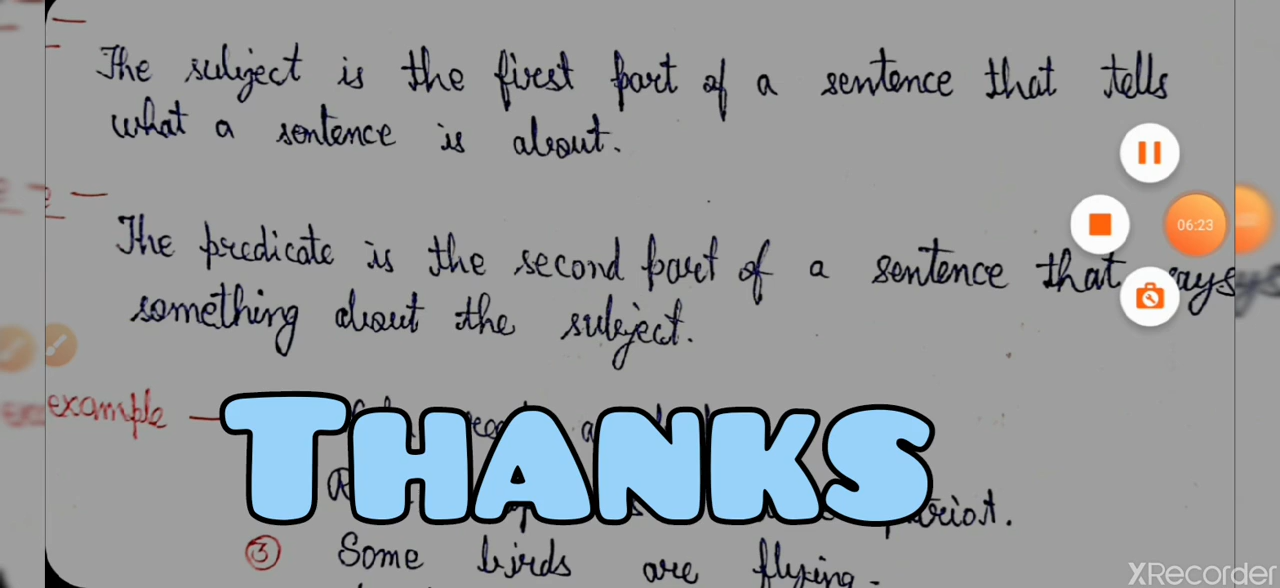 The subject is the first part of a sentence that tells
what a sentence is about.
06:23
The predicate is the second part of a sentence that says
something about the subject.
example —
THANKS
③ Some birds are flying.
XRecorder